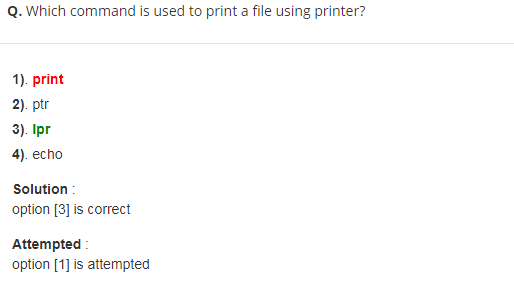 Q. Which command is used to print a file using printer?
1). print
2). ptr
3). lpr
4). echo
Solution :
option [3] is correct
Attempted :
option [1] is attempted